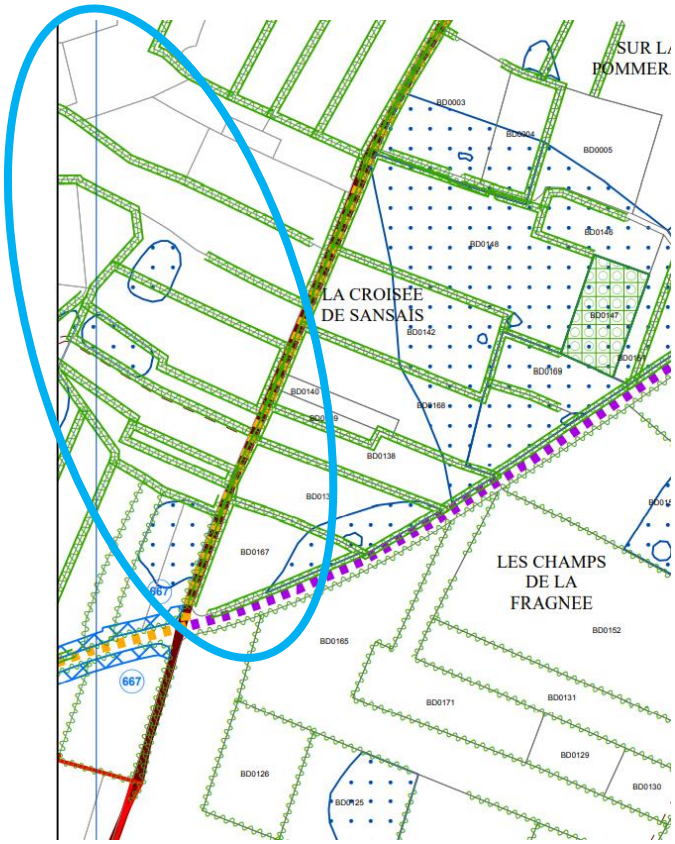 SUR LA
POMMER
BD0003
BD0004
BD0005
BD0146
BD0148
LA CROISEE
DE SANSAIS
BD0147
BD0142
BD0169
BD0140
BD0168
BD0138
BD0167
LES CHAMPS
DE LA
FRAGNEE
667
BD0152
BD0165
667
BD0131
BD0171
BD0129
BD0126
BD0130
BD0125